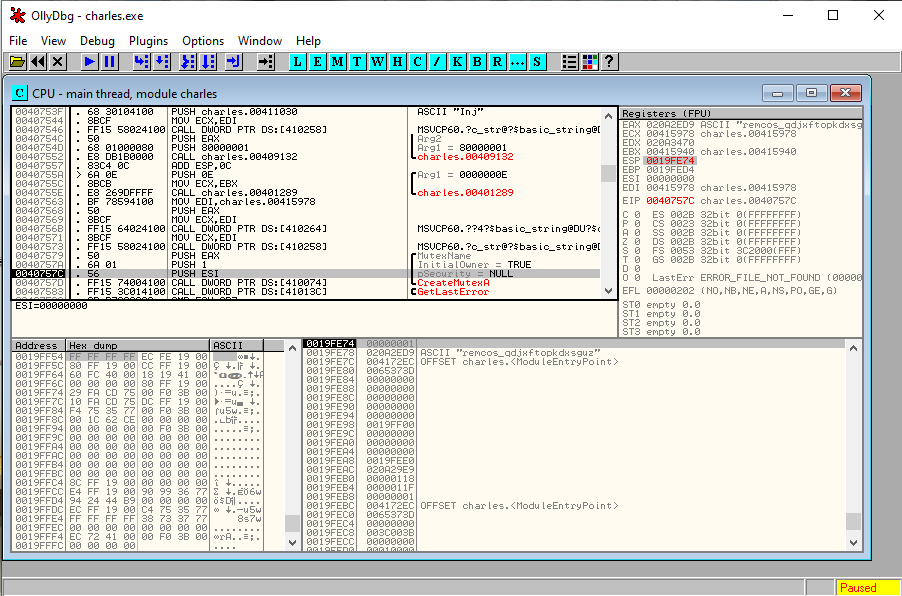 OllyDbg - charles.exe
File View Debug Plugins Options Window Help
L E M T W H C / K B R ... S ?
C CPU - main thread, module charles
0040753F . 68 30104100 PUSH charles.00411030 ASCII "Inj"
00407544 . 8BCF MOV ECX,EDI
00407546 . FF15 58024100 CALL DWORD PTR DS:[410258] MSVCP60.?c_str@?$basic_string@D
0040754C . 50 PUSH EAX Arg2
0040754D . 68 01000080 PUSH 80000001 Arg1 = 80000001
00407552 . E8 DB1B0000 CALL charles.00409132 charles.00409132
00407557 . 83C4 0C ADD ESP,0C
0040755A > 6A 0E PUSH 0E Arg1 = 0000000E
0040755C . 8BCB MOV ECX,EBX
0040755E . E8 269DFFFF CALL charles.00401289 charles.00401289
00407563 . BF 78594100 MOV EDI,charles.00415978
00407568 . 50 PUSH EAX
00407569 . 8BCF MOV ECX,EDI
0040756B . FF15 64024100 CALL DWORD PTR DS:[410264] MSVCP60.??4?$basic_string@DU?$c
00407571 . 8BCF MOV ECX,EDI
00407573 . FF15 58024100 CALL DWORD PTR DS:[410258] MSVCP60.?c_str@?$basic_string@D
00407579 . 50 PUSH EAX MutexName
0040757A . 6A 01 PUSH 1 InitialOwner = TRUE
0040757C . 56 PUSH ESI pSecurity = NULL
0040757D . FF15 74004100 CALL DWORD PTR DS:[410074] CreateMutexA
00407583 . FF15 3C014100 CALL DWORD PTR DS:[41013C] GetLastError
ESI=00000000
Registers (FPU)
EAX 020A2ED9 ASCII "remcos_qdjxftopkdxsg
ECX 00415978 charles.00415978
EDX 020A3470
EBX 00415940 charles.00415940
ESP 0019FE74
EBP 0019FED4
ESI 00000000
EDI 00415978 charles.00415978
EIP 0040757C charles.0040757C
C 0 ES 002B 32bit 0(FFFFFFFF)
P 0 CS 0023 32bit 0(FFFFFFFF)
A 0 SS 002B 32bit 0(FFFFFFFF)
Z 0 DS 002B 32bit 0(FFFFFFFF)
S 0 FS 0053 32bit 3C2000(FFF)
T 0 GS 002B 32bit 0(FFFFFFFF)
D 0
O 0 LastErr ERROR_FILE_NOT_FOUND (00000
EFL 00000202 (NO,NB,NE,A,NS,PO,GE,G)
ST0 empty 0.0
ST1 empty 0.0
ST2 empty 0.0
ST3 empty 0.0
Address Hex dump ASCII
0019FF54 FF FF FF FF EC FE 19 00
0019FF5C 80 FF 19 00 CC FF 19 00
0019FF64 60 FC 40 00 18 19 41 00
0019FF6C 00 00 00 00 80 FF 19 00
0019FF74 29 FA CD 75 00 F0 3B 00
0019FF7C 10 FA CD 75 DC FF 19 00
0019FF84 F4 75 35 77 00 F0 3B 00
0019FF8C 00 1C 62 CE 00 00 00 00
0019FF94 00 00 00 00 00 F0 3B 00
0019FF9C 00 00 00 00 00 00 00 00
0019FFA4 00 00 00 00 00 00 00 00
0019FFAC 00 00 00 00 00 00 00 00
0019FFB4 00 00 00 00 00 00 00 00
0019FFBC 00 00 00 00 00 00 00 00
0019FFC4 8C FF 19 00 00 00 00 00
0019FFCC E4 FF 19 00 90 99 36 77
0019FFD4 94 24 44 B9 00 00 00 00
0019FFDC EC FF 19 00 C4 75 35 77
0019FFE4 FF FF FF FF 38 73 37 77
0019FFEC 00 00 00 00 00 00 00 00
0019FFF4 EC 72 41 00 00 F0 3B 00
0019FFFC 00 00 00 00
0019FE74 00000001
0019FE78 020A2ED9 ASCII "remcos_qdjxftopkdxsguz"
0019FE7C 004172EC OFFSET charles.<ModuleEntryPoint>
0019FE80 0065373D
0019FE84 00000000
0019FE88 00000000
0019FE8C 00000000
0019FE90 00000000
0019FE94 00000000
0019FE98 0019FF00
0019FE9C 00000000
0019FEA0 00000000
0019FEA4 00000000
0019FEA8 0019FEE0
0019FEAC 020A29E9
0019FEB0 00000118
0019FEB4 0000011F
0019FEB8 00000001
0019FEBC 004172EC OFFSET charles.<ModuleEntryPoint>
0019FEC0 0065373D
0019FEC4 00000000
0019FEC8 003C003B
0019FECC 00000000
Paused